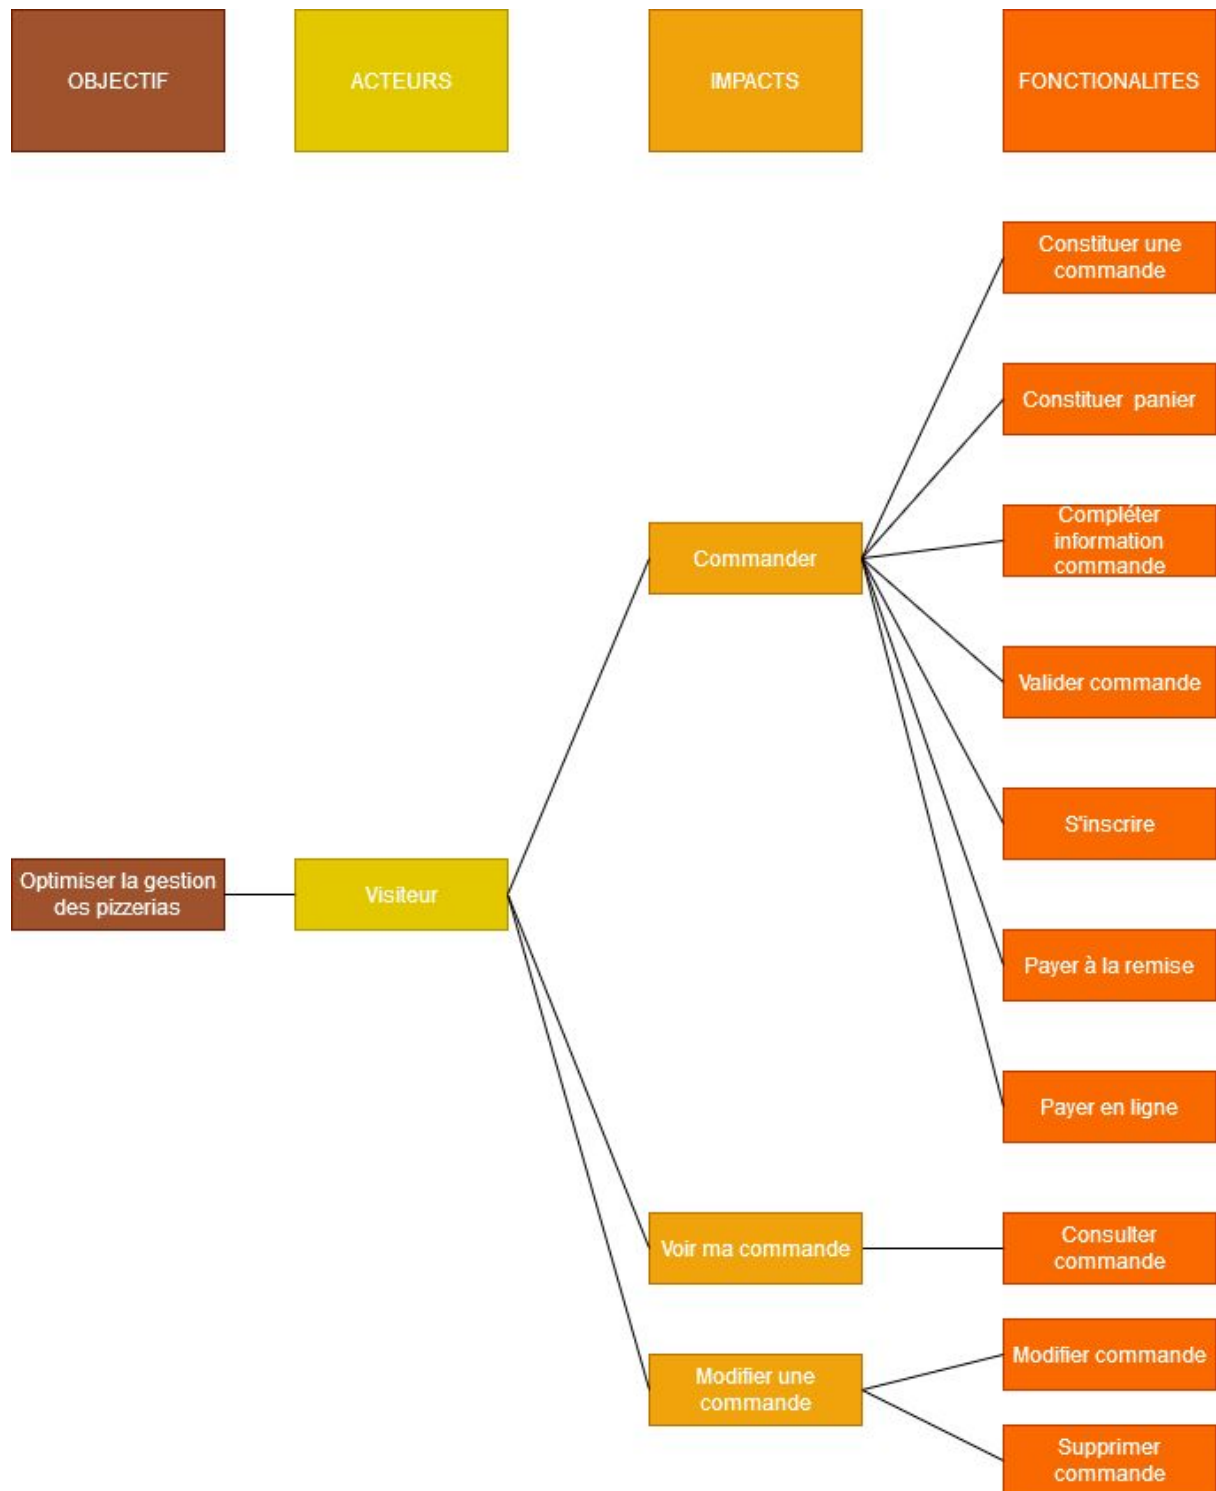 OBJECTIF
ACTEURS
IMPACTS
FONCTIONALITES
Constituer une
commande
Constituer panier
Compléter
information
commande
Commander
Valider commande
S'inscrire
Optimiser la gestion
des pizzerias
Visiteur
Payer à la remise
Payer en ligne
Voir ma commande
Consulter
commande
Modifier commande
Modifier une
commande
Supprimer
commande